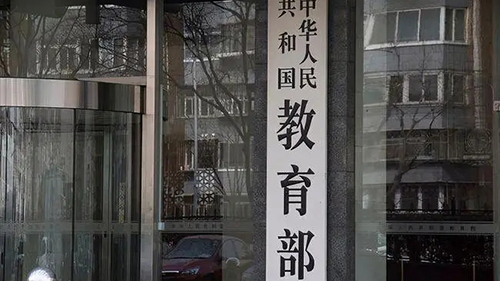 中华人民
共和国
教育部